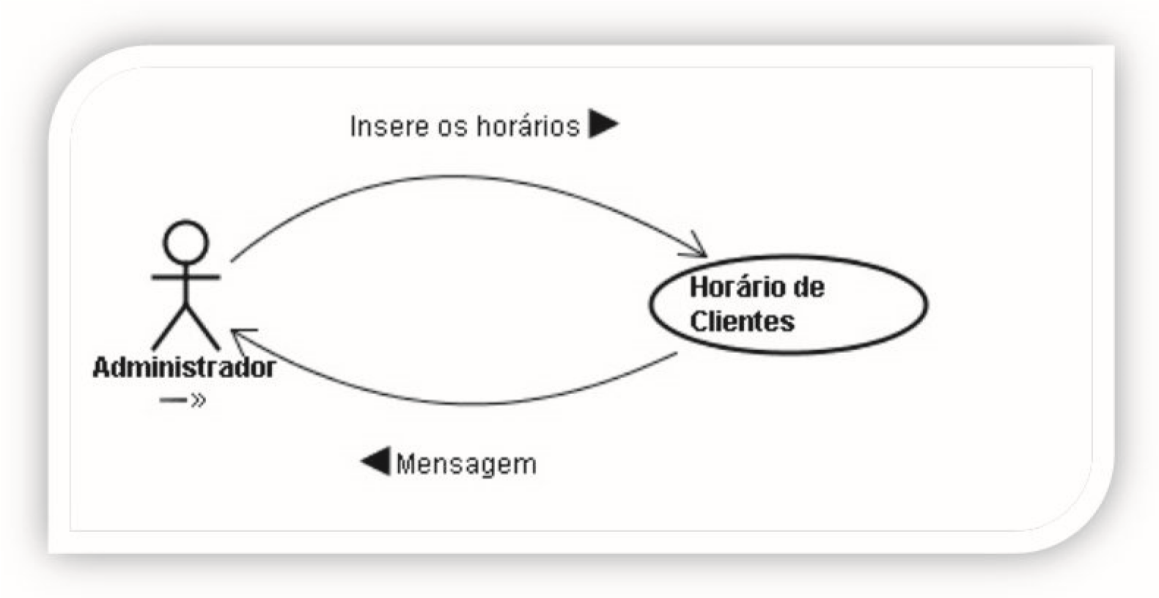 Insere os horários ▶
Horário de
Clientes
Administrador
—»
◀ Mensagem